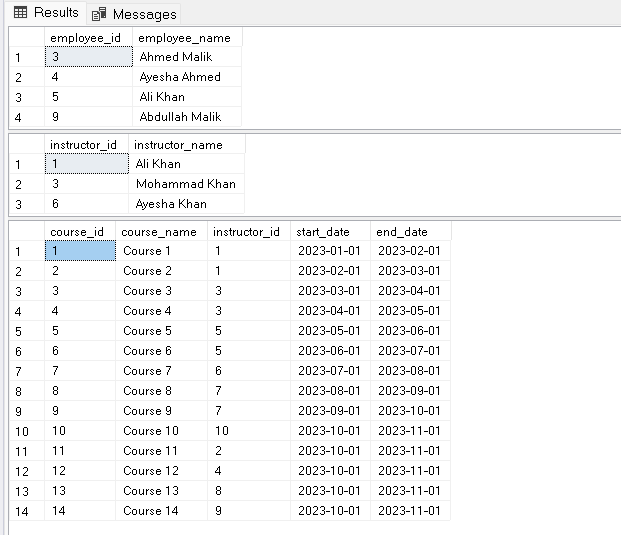 Results Messages
employee_id employee_name
1 3 Ahmed Malik
2 4 Ayesha Ahmed
3 5 Ali Khan
4 9 Abdullah Malik
instructor_id instructor_name
1 1 Ali Khan
2 3 Mohammad Khan
3 6 Ayesha Khan
course_id course_name instructor_id start_date end_date
1 1 Course 1 1 2023-01-01 2023-02-01
2 2 Course 2 1 2023-02-01 2023-03-01
3 3 Course 3 3 2023-03-01 2023-04-01
4 4 Course 4 3 2023-04-01 2023-05-01
5 5 Course 5 5 2023-05-01 2023-06-01
6 6 Course 6 5 2023-06-01 2023-07-01
7 7 Course 7 6 2023-07-01 2023-08-01
8 8 Course 8 7 2023-08-01 2023-09-01
9 9 Course 9 7 2023-09-01 2023-10-01
10 10 Course 10 10 2023-10-01 2023-11-01
11 11 Course 11 2 2023-10-01 2023-11-01
12 12 Course 12 4 2023-10-01 2023-11-01
13 13 Course 13 8 2023-10-01 2023-11-01
14 14 Course 14 9 2023-10-01 2023-11-01